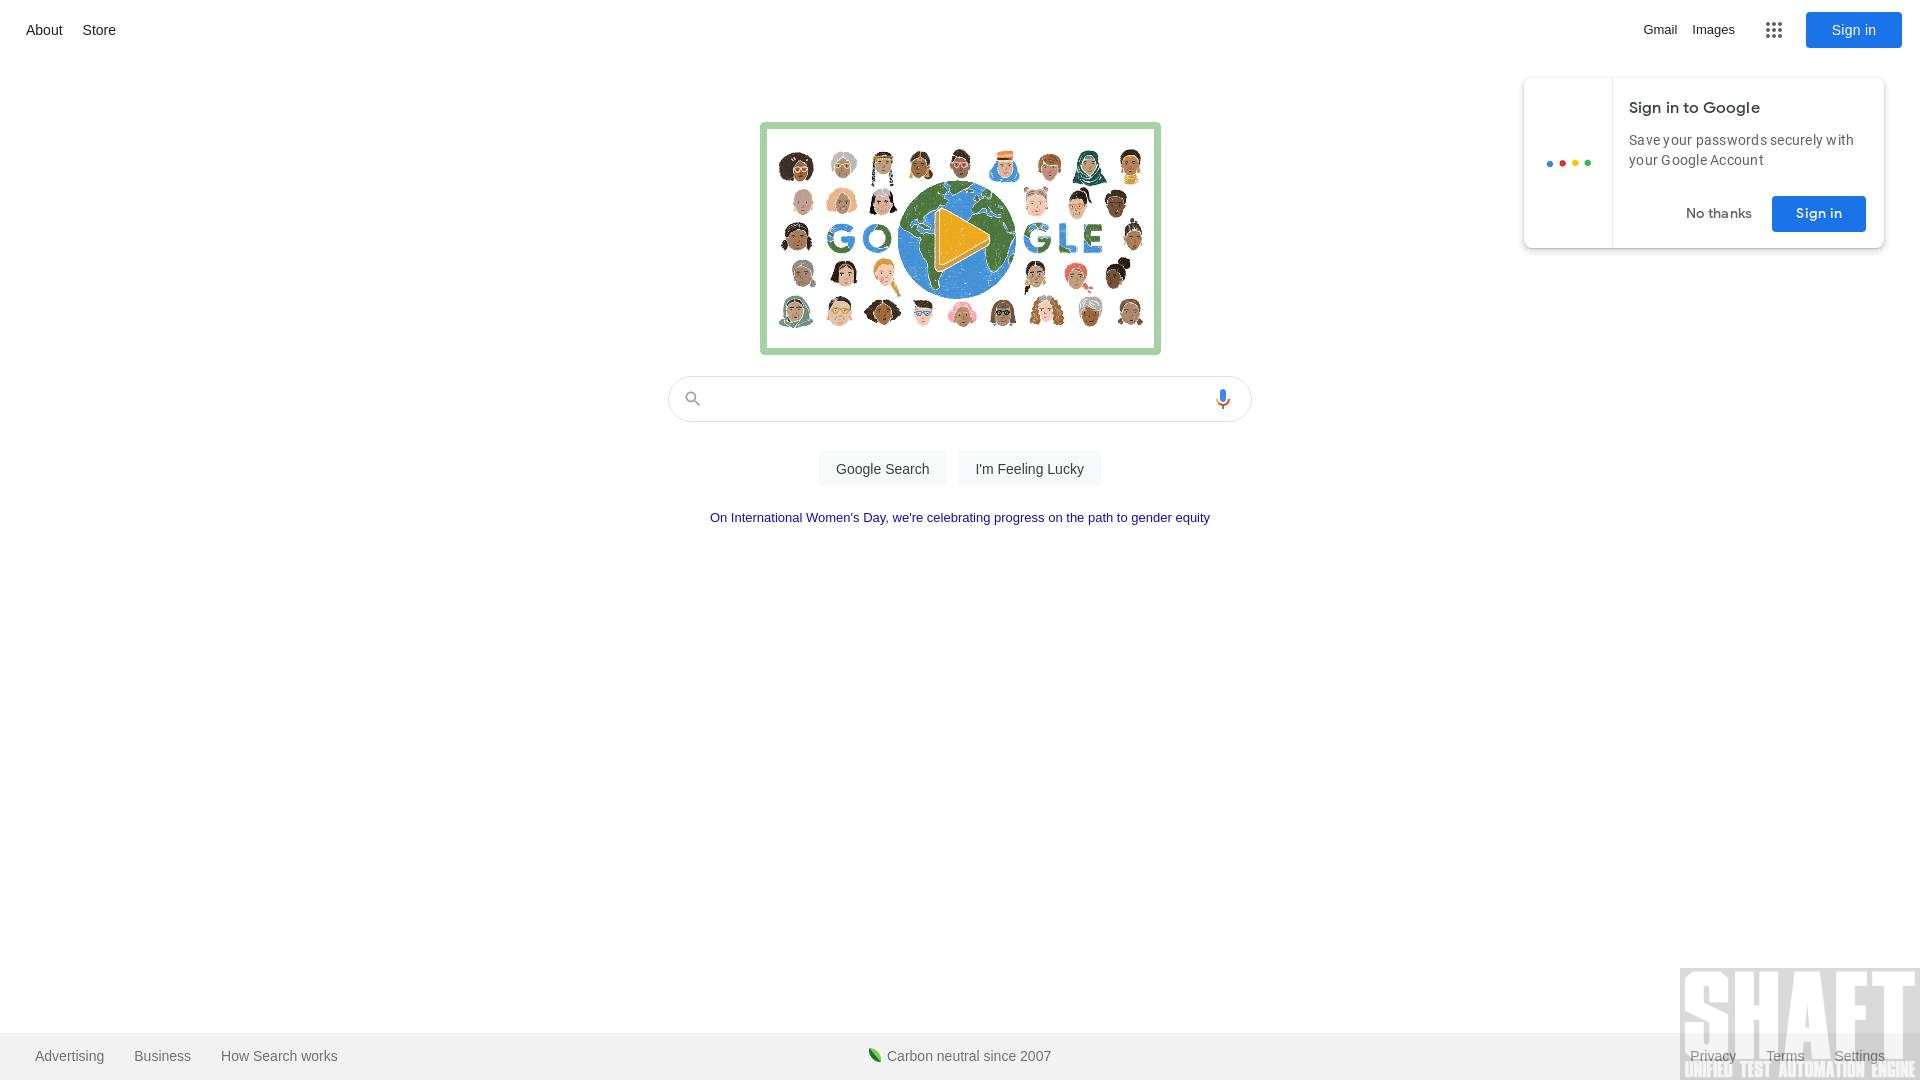 About Store
Gmail Images Sign in
Sign in to Google
Save your passwords securely with
your Google Account
No thanks Sign in
GO GLE
Google Search I'm Feeling Lucky
On International Women's Day, we're celebrating progress on the path to gender equity
Advertising Business How Search works
Carbon neutral since 2007
Privacy Terms Settings
SHAFT
UNIFIED TEST AUTOMATION ENGINE